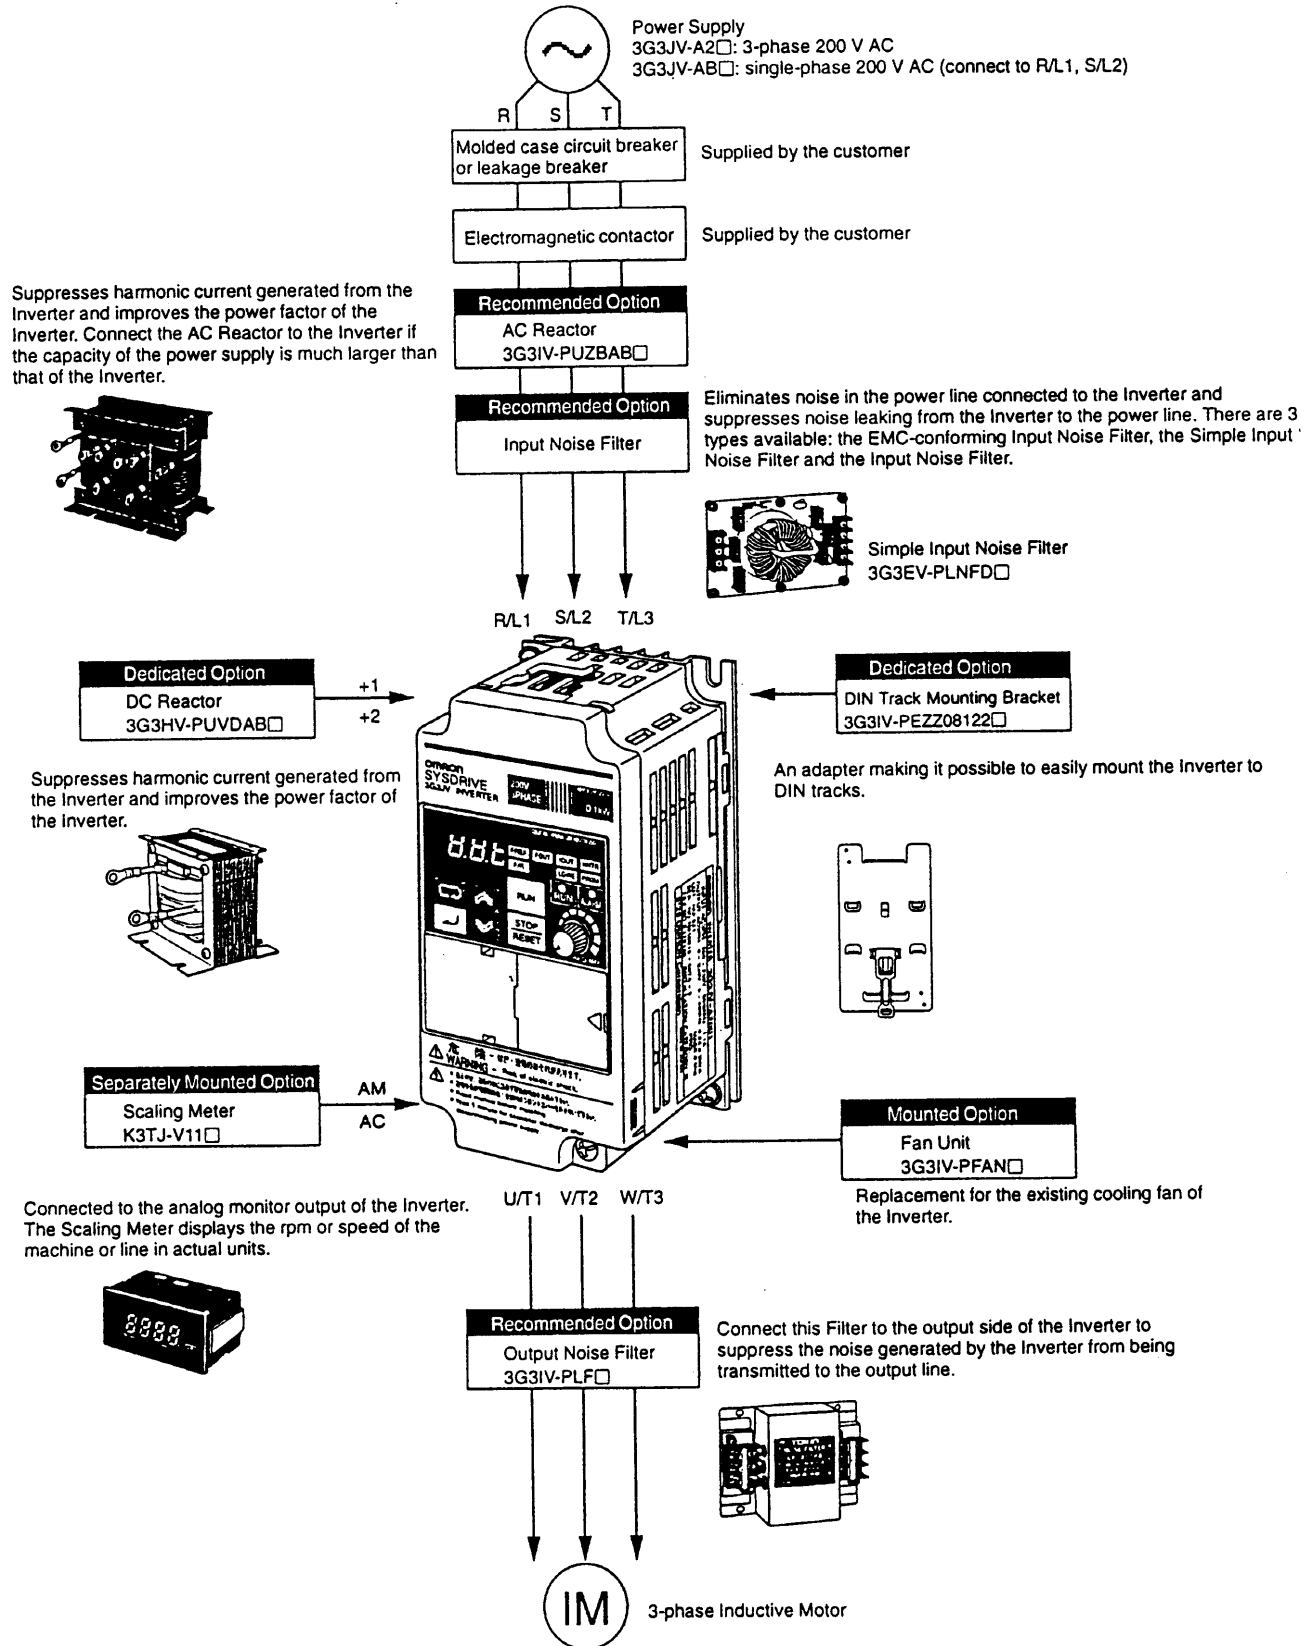 Power Supply
3G3JV-A2□: 3-phase 200 V AC
3G3JV-AB□: single-phase 200 V AC (connect to R/L1, S/L2)
R S T
Molded case circuit breaker
or leakage breaker
Supplied by the customer
Electromagnetic contactor
Supplied by the customer
Suppresses harmonic current generated from the
Inverter and improves the power factor of the
Inverter. Connect the AC Reactor to the Inverter if
the capacity of the power supply is much larger than
that of the Inverter.
Recommended Option
AC Reactor
3G3IV-PUZBAB□
Recommended Option
Input Noise Filter
Eliminates noise in the power line connected to the Inverter and
suppresses noise leaking from the Inverter to the power line. There are 3
types available: the EMC-conforming Input Noise Filter, the Simple Input
Noise Filter and the Input Noise Filter.
Simple Input Noise Filter
3G3EV-PLNFD□
R/L1 S/L2 T/L3
Dedicated Option
DC Reactor
3G3HV-PUVDAB□
+1
+2
Dedicated Option
DIN Track Mounting Bracket
3G3IV-PEZZ08122□
Suppresses harmonic current generated from
the Inverter and improves the power factor of
the Inverter.
An adapter making it possible to easily mount the Inverter to
DIN tracks.
OMRON
SYSDRIVE
3G3JV INVERTER
200V
RUN
STOP
RESET
WARNING
Separately Mounted Option
Scaling Meter
K3TJ-V11□
AM
AC
Mounted Option
Fan Unit
3G3IV-PFAN□
Replacement for the existing cooling fan of
the Inverter.
Connected to the analog monitor output of the Inverter.
The Scaling Meter displays the rpm or speed of the
machine or line in actual units.
U/T1 V/T2 W/T3
Recommended Option
Output Noise Filter
3G3IV-PLF□
Connect this Filter to the output side of the Inverter to
suppress the noise generated by the Inverter from being
transmitted to the output line.
IM
3-phase Inductive Motor